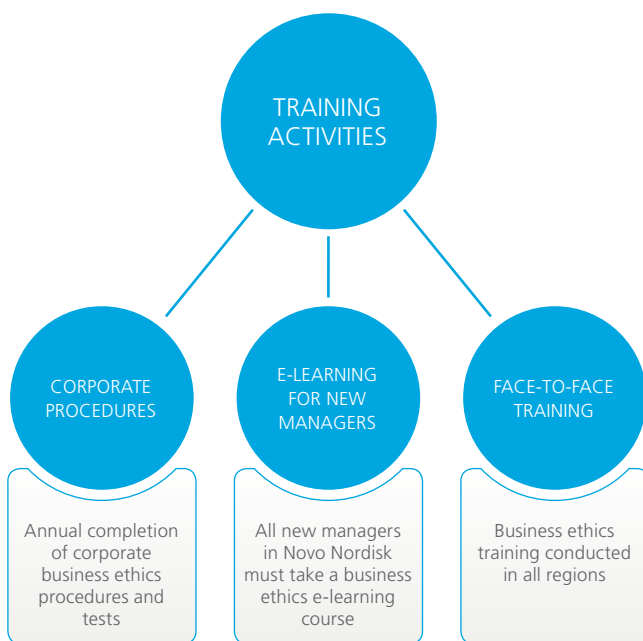 TRAINING
ACTIVITIES
CORPORATE
PROCEDURES
E-LEARNING
FOR NEW
MANAGERS
FACE-TO-FACE
TRAINING
Annual completion
of corporate
business ethics
procedures and
tests
All new managers
in Novo Nordisk
must take a business
ethics e-learning
course
Business ethics
training conducted
in all regions